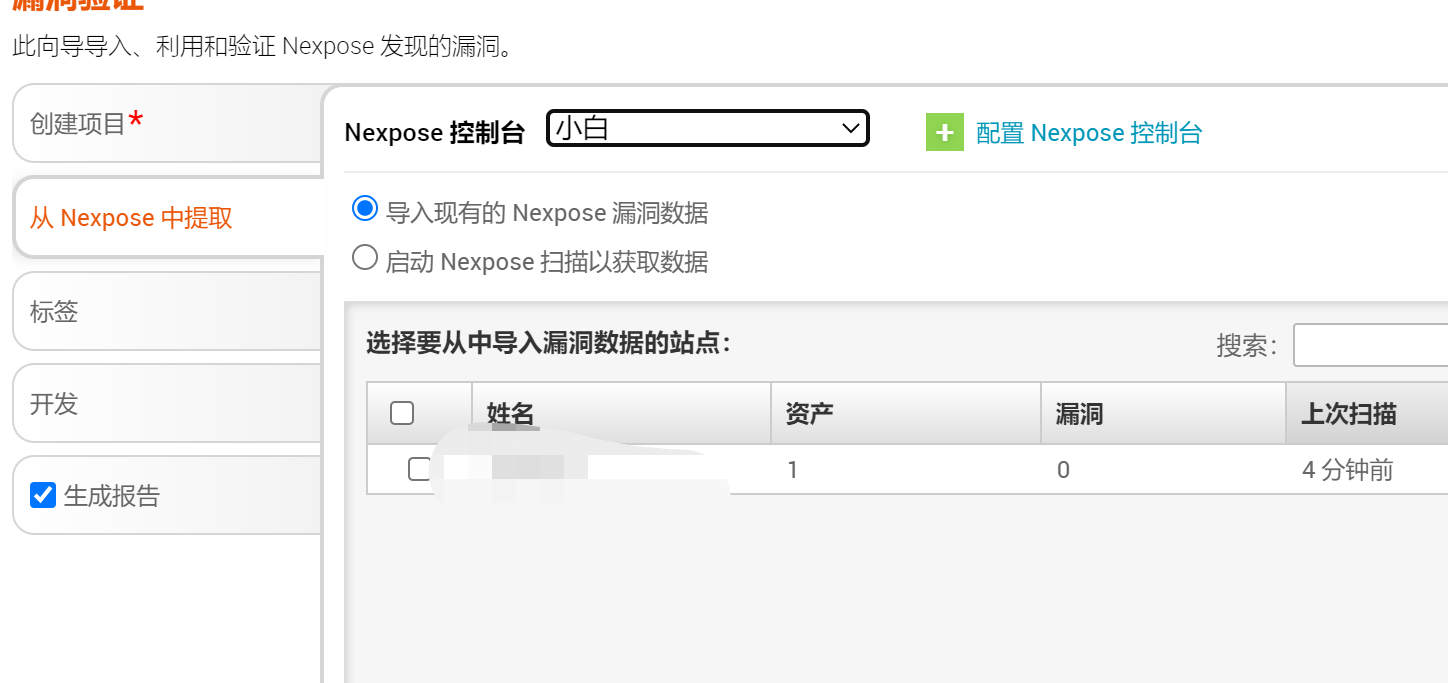 漏洞验证
此向导导入、利用和验证 Nexpose 发现的漏洞。
创建项目*
从 Nexpose 中提取
标签
开发
生成报告
Nexpose 控制台 小白 + 配置 Nexpose 控制台
导入现有的 Nexpose 漏洞数据
启动 Nexpose 扫描以获取数据
选择要从中导入漏洞数据的站点: 搜索:
姓名 资产 漏洞 上次扫描
1 0 4 分钟前